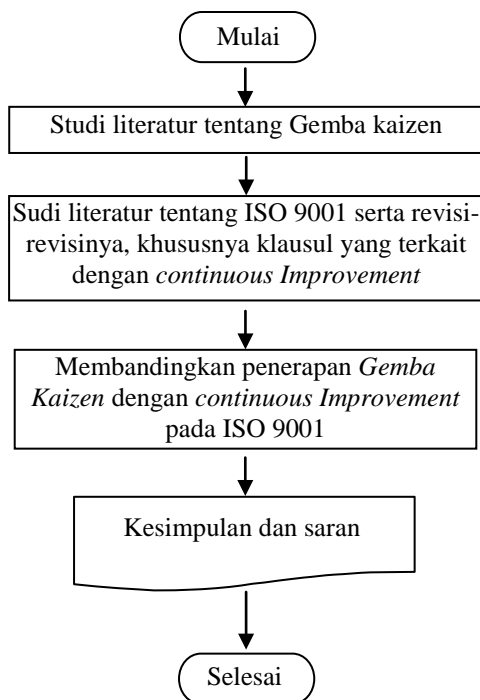 Mulai
Studi literatur tentang Gemba kaizen
Sudi literatur tentang ISO 9001 serta revisi-
revisinya, khususnya klausul yang terkait
dengan continuous Improvement
Membandingkan penerapan Gemba
Kaizen dengan continuous Improvement
pada ISO 9001
Kesimpulan dan saran
Selesai